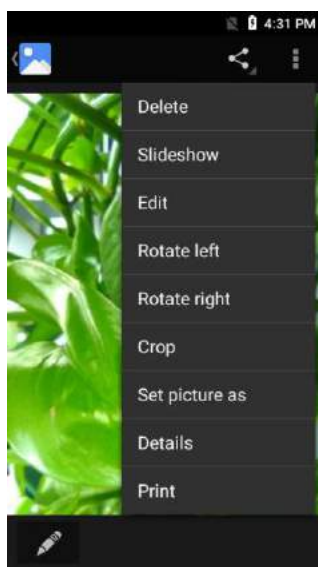 4:31 PM
Delete
Slideshow
Edit
Rotate left
Rotate right
Crop
Set picture as
Details
Print